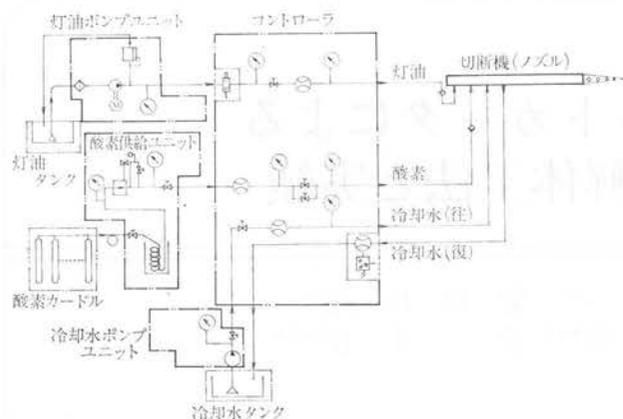 灯油ポンプユニット
コントローラ
切断機(ノズル)
灯油
灯油
タンク
酸素供給ユニット
酸素
冷却水(往)
冷却水(復)
酸素カードル
冷却水ポンプ
ユニット
冷却水タンク